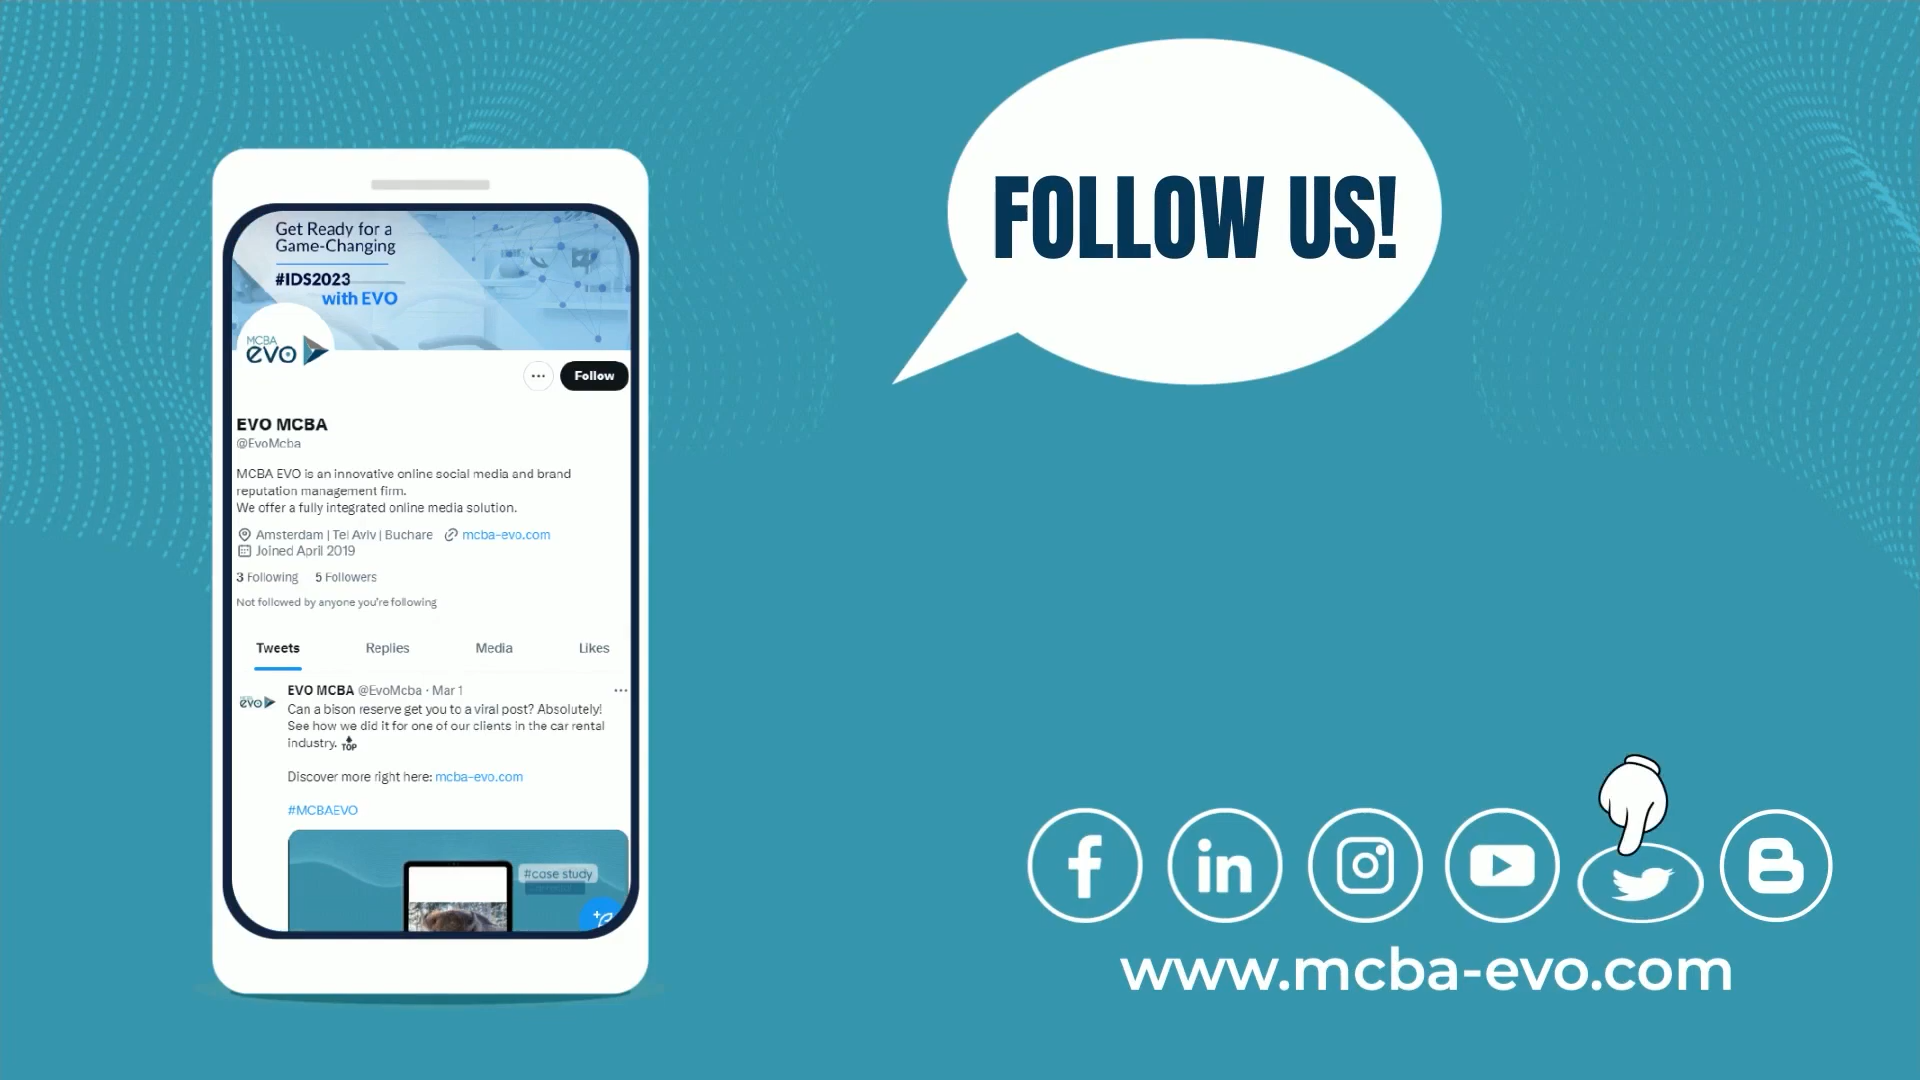 FOLLOW US!
Get Ready for a
Game-Changing
#IDS2023
with EVO
MCBA
evo
Follow
EVO MCBA
@EvoMcba
MCBA EVO is an innovative online social media and brand
reputation management firm.
We offer a fully integrated online media solution.
Amsterdam | Tel Aviv | Buchare mcba-evo.com
Joined April 2019
3 Following 5 Followers
Not followed by anyone you're following
Tweets Replies Media Likes
EVO MCBA @EvoMcba · Mar 1
evo
Can a bison reserve get you to a viral post? Absolutely!
See how we did it for one of our clients in the car rental
industry. TOP
Discover more right here: mcba-evo.com
#MCBAEVO
#case study
www.mcba-evo.com